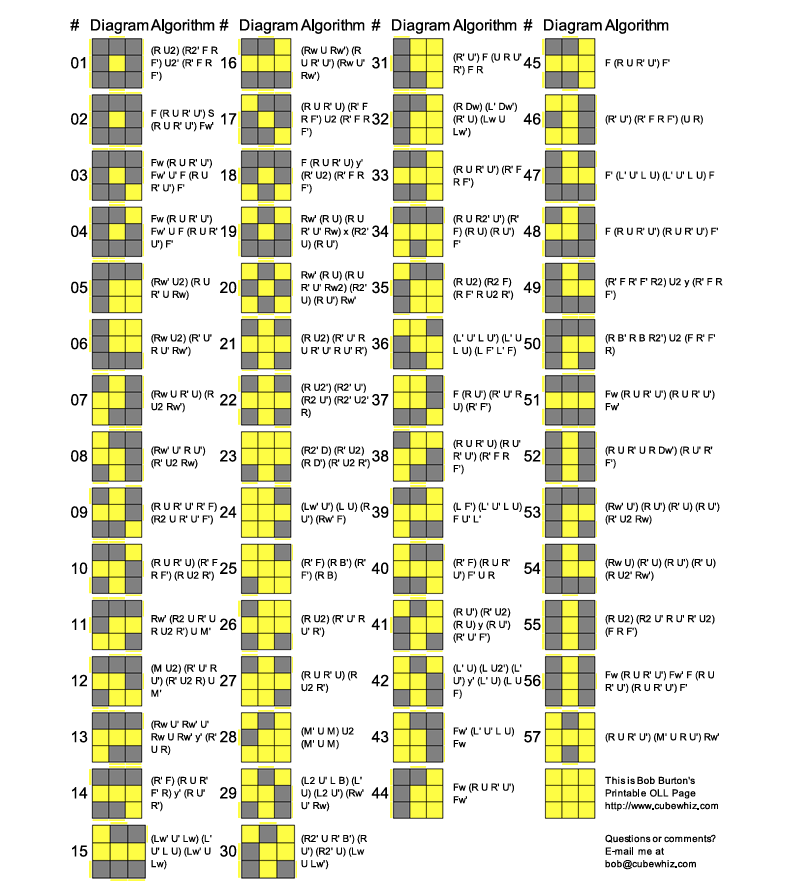 # Diagram Algorithm # Diagram Algorithm # Diagram Algorithm # Diagram Algorithm
01
(R U2) (R2' F R
F') U2' (R' F R
F')
02
F (R U R' U') S
(R U R' U') Fw'
03
Fw (R U R' U')
Fw' U' F (R U
R' U') F'
04
Fw (R U R' U')
Fw' U F (R U R'
U') F'
05
(Rw' U2) (R U
R' U Rw)
06
(Rw U2) (R' U'
R U' Rw')
07
(Rw U R' U) (R
U2 Rw')
08
(Rw' U' R U')
(R' U2 Rw)
09
(R U R' U' R' F)
(R2 U R' U' F')
10
(R U R' U) (R' F
R F') (R U2 R')
11
Rw' (R2 U R' U
R U2 R') U M'
12
(M U2) (R' U' R
U') (R' U2 R) U
M'
13
(Rw U' Rw' U'
Rw U Rw' y' (R'
U R)
14
(R' F) (U U R'
F' R) y' (R U'
R')
15
(Lw' U' Lw) (L'
U' L U) (Lw' U
Lw)
16
(Rw U Rw') (R
U R' U') (Rw U'
Rw')
17
(R U R' U) (R' F
R F') U2 (R' F R
F')
18
F (R U R' U) y'
(R' U2) (R' F R
F')
19
Rw' (R U) (R U
R' U' Rw) x (R2'
U) (R U')
20
Rw' (R U) (R U
R' U' Rw2) (R2'
U) (R U') Rw'
21
(R U2) (R' U' R
U R' U' R U' R')
22
(R U2') (R2' U')
(R2 U') (R2' U2'
R)
23
(R2' D) (R' U2)
(R D') (R' U2 R')
24
(Lw' U') (L U) (R
U') (Rw' F)
25
(R' F) (R B') (R'
F') (R B)
26
(R U2) (R' U' R
U' R')
27
(R U R' U) (R
U2 R')
28
(M' U M) U2
(M' U M)
29
(L2 U' L B) (L'
U) (L2 U') (Rw'
U' Rw)
30
(R2' U R' B') (R
U') (R2' U) (Lw
U Lw')
31
(R' U') F (U R U'
R') F R
32
(R Dw) (L' Dw')
(R' U) (Lw U
Lw')
33
(R U R' U') (R' F
R F')
34
(R U R2' U') (R'
F) (R U) (R U')
F'
35
(R U2) (R2 F)
(R F' R U2 R')
36
(L' U' L U') (L' U
L U) (L F' L' F)
37
F (R U') (R' U' R
U) (R' F')
38
(R U R' U) (R U'
R' U') (R' F R
F')
39
(L F') (L' U' L U)
F U' L'
40
(R' F) (R U R'
U') F' U R
41
(R U') (R' U2)
(R U) y (R U')
(R' U' F')
42
(L' U) (L U2') (L'
U') y' (L' U) (L U
F)
43
Fw' (L' U' L U)
Fw
44
Fw (R U R' U')
Fw'
45
F (R U R' U') F'
46
(R' U') (R' F R F') (U R)
47
F' (L' U' L U) (L' U' L U) F
48
F (R U R' U') (R U R' U') F'
49
(R' F R' F' R2) U2 y (R' F R
F')
50
(R B' R B R2') U2 (F R' F'
R)
51
Fw (R U R' U') (R U R' U')
Fw'
52
(R U R' U R Dw') (R U' R'
F')
53
(Rw' U') (R U') (R' U) (R U')
(R' U2 Rw)
54
(Rw U) (R' U) (R U') (R' U)
(R U2' Rw')
55
(R U2) (R2 U' R U' R' U2)
(F R F')
56
Fw (R U R' U') Fw' F (R U
R' U') (R U R' U') F'
57
(R U R' U') (M' U R U') Rw'
This is Bob Burton's
Printable OLL Page
http://www.cubewhiz.com
Questions or comments?
E-mail me at
bob@cubewhiz.com